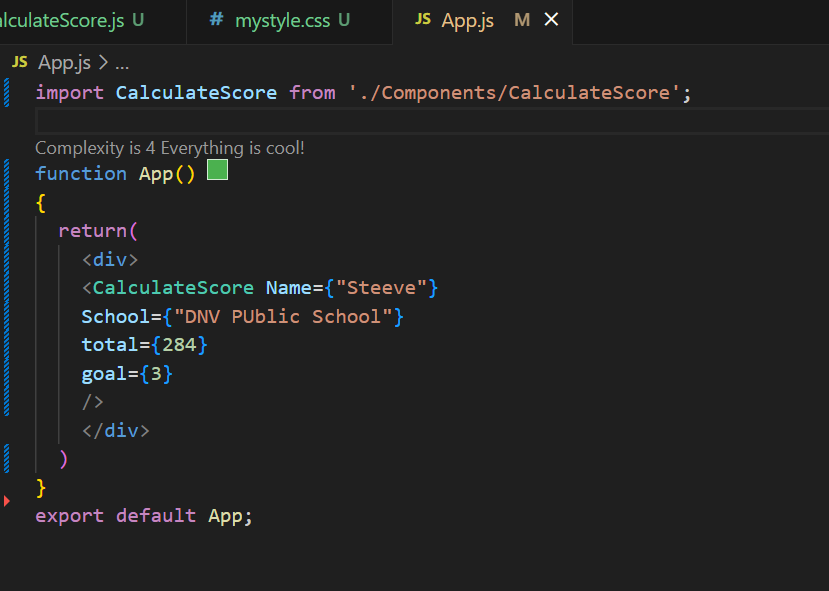 alculateScore.js U # mystyle.css U JS App.js M ×
JS App.js > ...
import CalculateScore from './Components/CalculateScore';
Complexity is 4 Everything is cool!
function App()
{
return(
<div>
<CalculateScore Name={"Steeve"}
School={"DNV PUblic School"}
total={284}
goal={3}
/>
</div>
)
}
export default App;